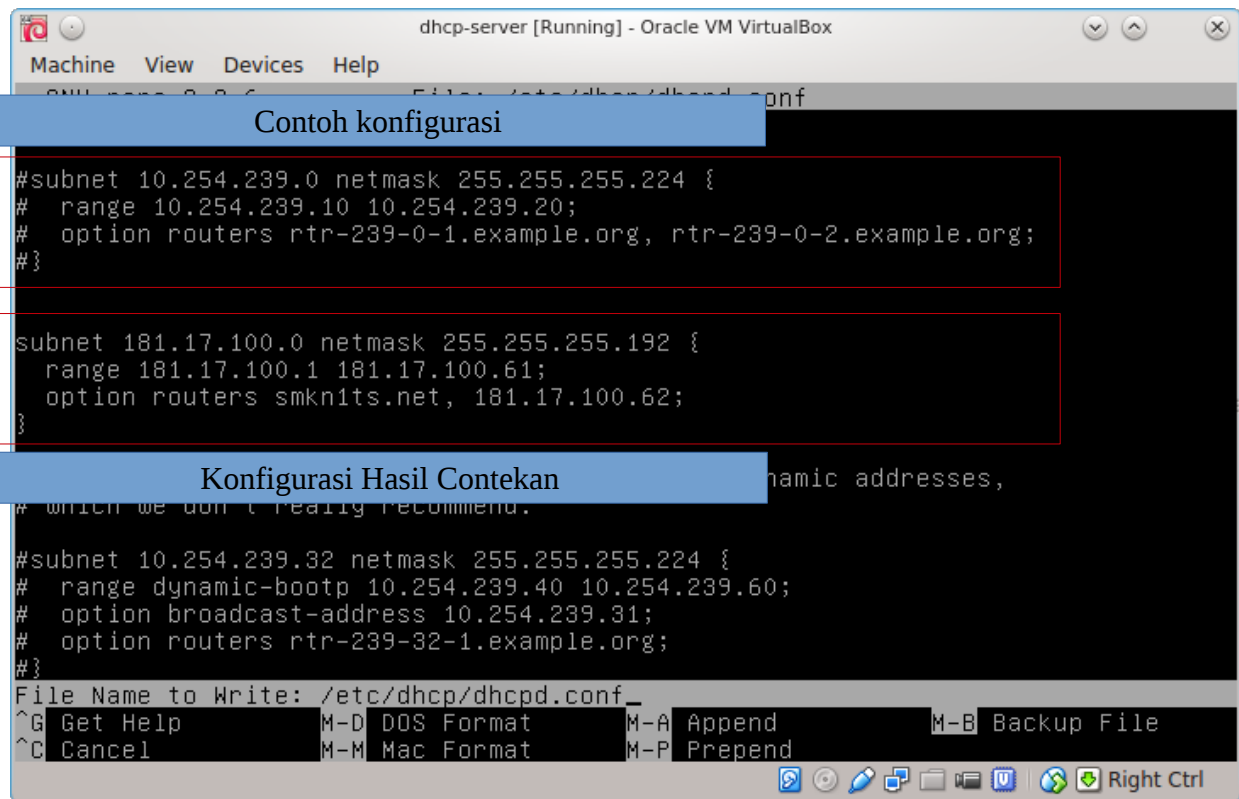 dhcp-server [Running] - Oracle VM VirtualBox
Machine View Devices Help
Contoh konfigurasi
#subnet 10.254.239.0 netmask 255.255.255.224 {
#  range 10.254.239.10 10.254.239.20;
#  option routers rtr-239-0-1.example.org, rtr-239-0-2.example.org;
#}
subnet 181.17.100.0 netmask 255.255.255.192 {
  range 181.17.100.1 181.17.100.61;
  option routers smkn1ts.net, 181.17.100.62;
}
Konfigurasi Hasil Contekan
addresses,
# which we don't really recommend.
#subnet 10.254.239.32 netmask 255.255.255.224 {
#  range dynamic-bootp 10.254.239.40 10.254.239.60;
#  option broadcast-address 10.254.239.31;
#  option routers rtr-239-32-1.example.org;
#}
File Name to Write: /etc/dhcp/dhcpd.conf_
^G Get Help M-D DOS Format M-A Append M-B Backup File
^C Cancel M-M Mac Format M-P Prepend
Right Ctrl